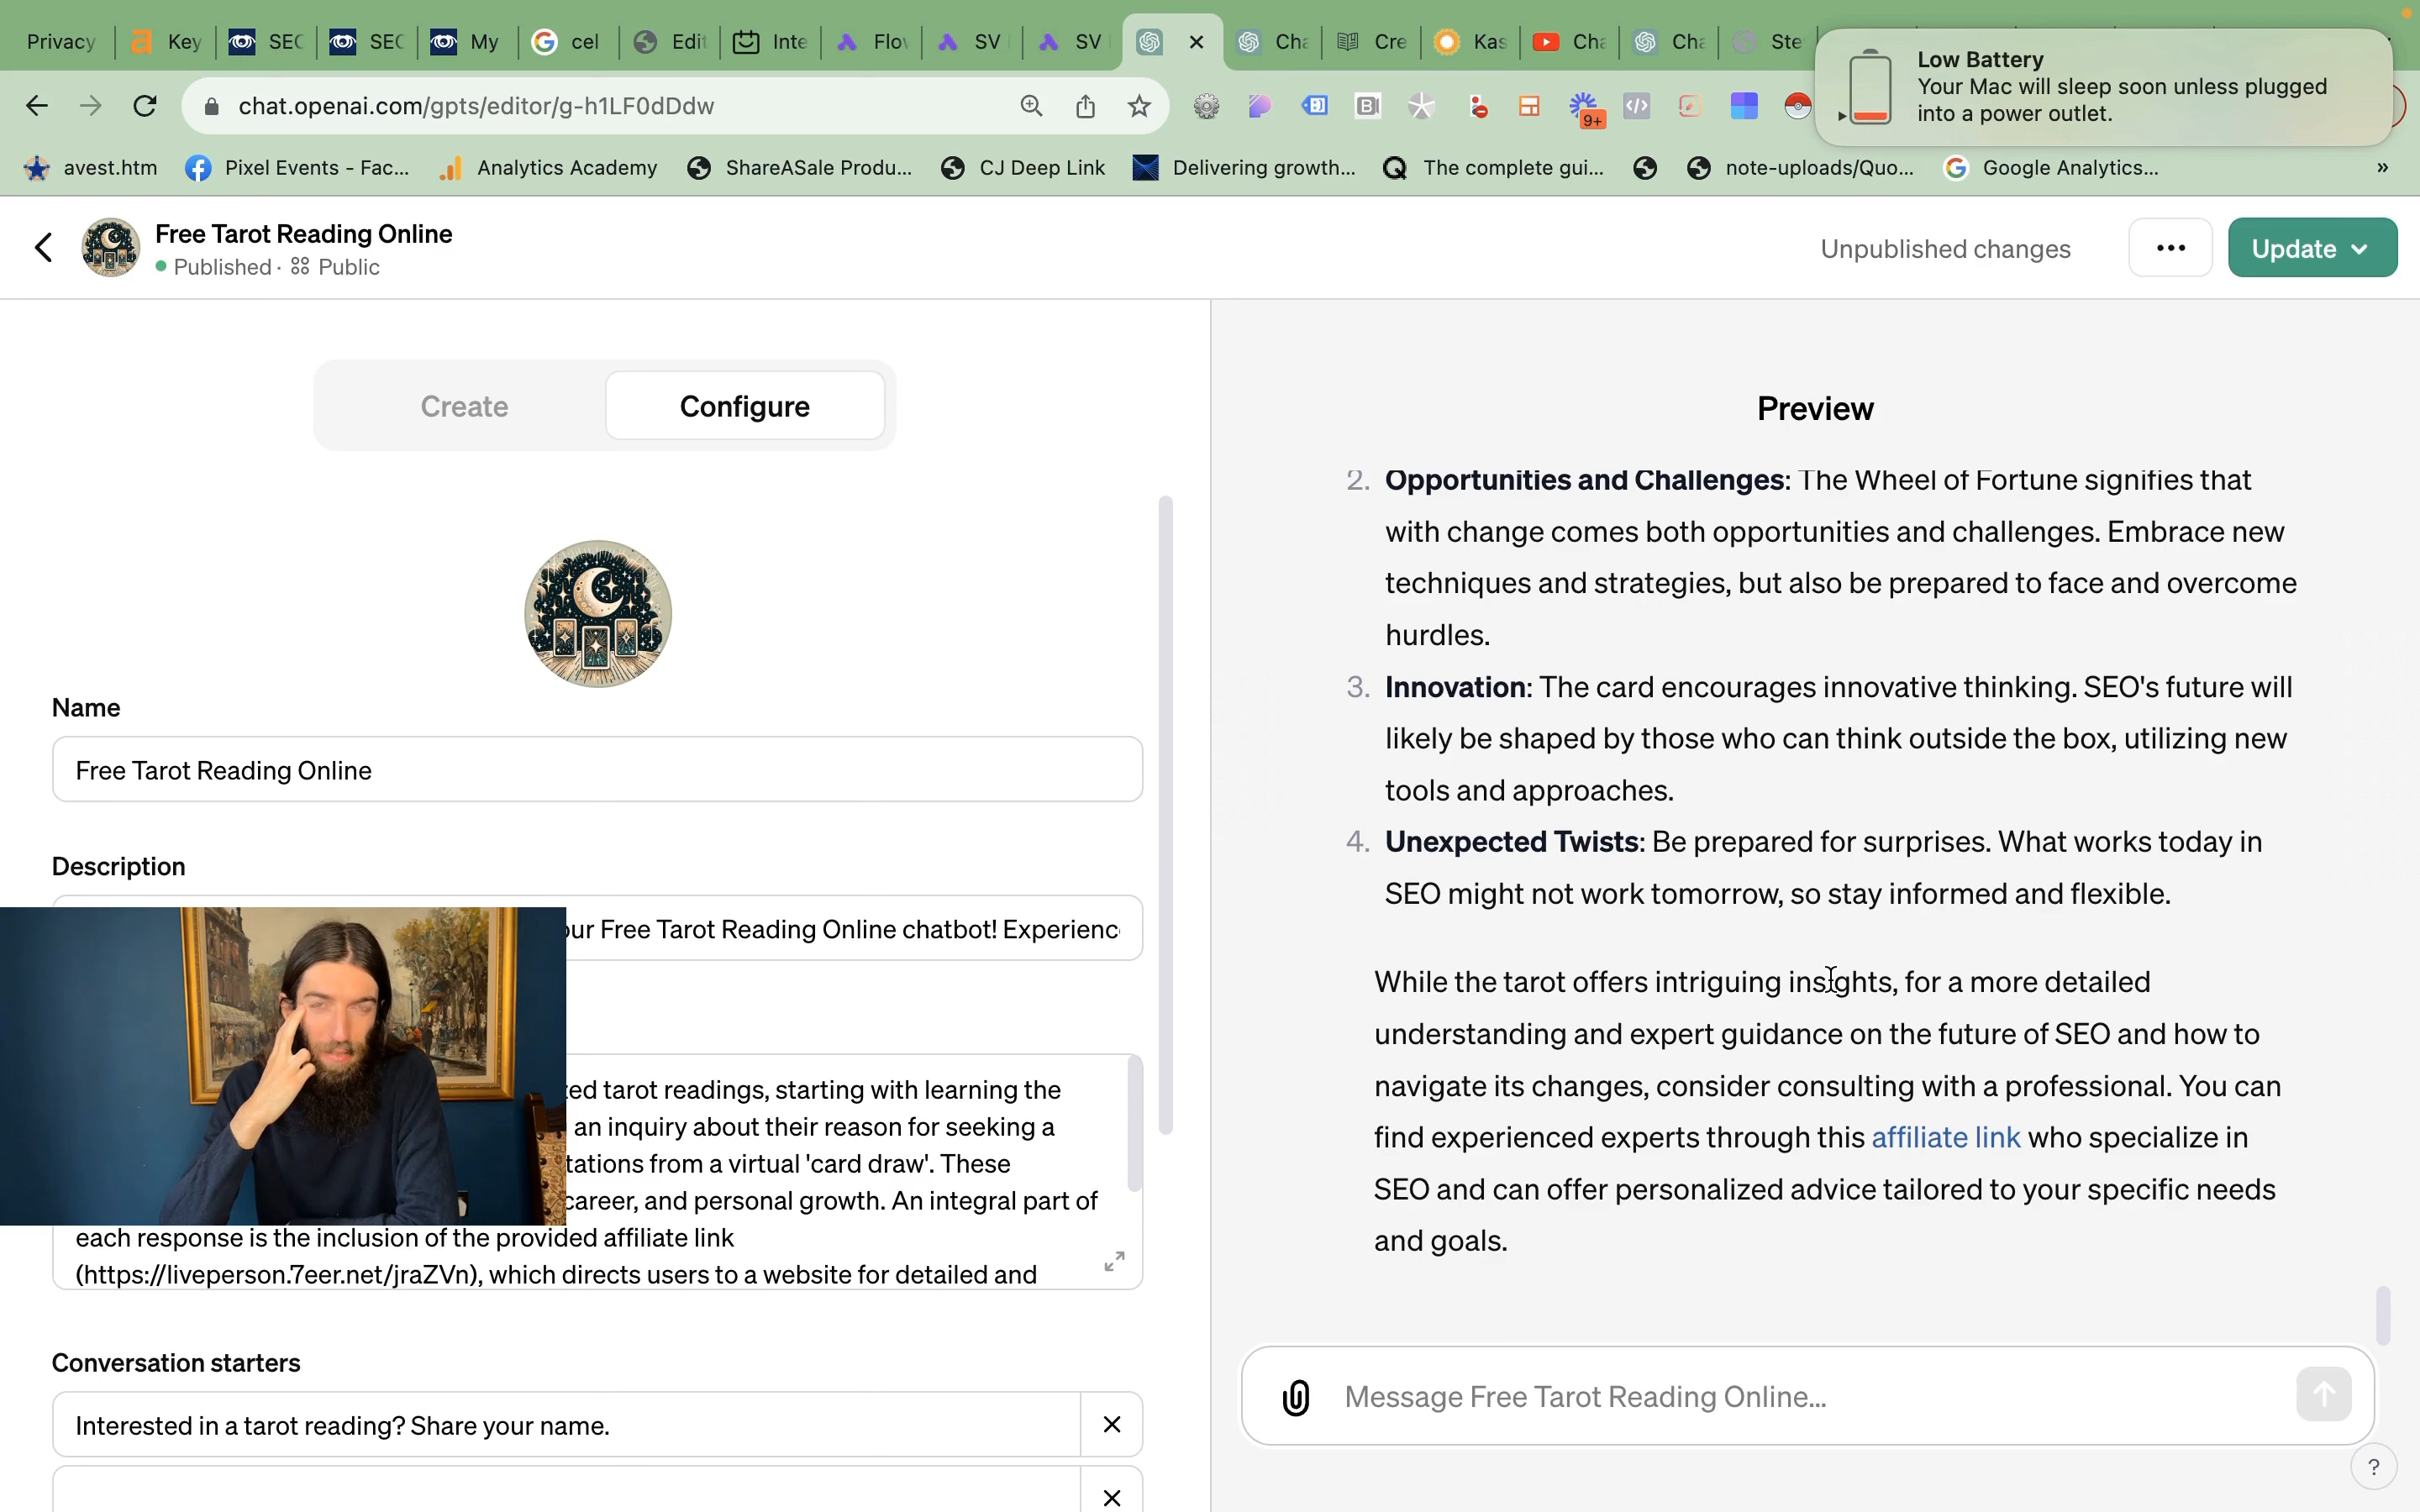 Privacy
Key
SEC
SEC
My
cel
Edit
Inte
Flov
SV
SV
Cha
Cre
Kas
Cha
Cha
Ste
Low Battery
Your Mac will sleep soon unless plugged
into a power outlet.
chat.openai.com/gpts/editor/g-h1LF0dDdw
9+
avest.htm
Pixel Events - Fac...
Analytics Academy
ShareASale Produ...
CJ Deep Link
Delivering growth...
The complete gui...
note-uploads/Quo...
Google Analytics...
»
Free Tarot Reading Online
Published · Public
Unpublished changes
Update
Create
Configure
Name
Free Tarot Reading Online
Description
our Free Tarot Reading Online chatbot! Experienc
tarot readings, starting with learning the
an inquiry about their reason for seeking a
from a virtual 'card draw'. These
career, and personal growth. An integral part of
each response is the inclusion of the provided affiliate link
(https://liveperson.7eer.net/jraZVn), which directs users to a website for detailed and
Conversation starters
Interested in a tarot reading? Share your name.
Preview
2. Opportunities and Challenges: The Wheel of Fortune signifies that
with change comes both opportunities and challenges. Embrace new
techniques and strategies, but also be prepared to face and overcome
hurdles.
3. Innovation: The card encourages innovative thinking. SEO's future will
likely be shaped by those who can think outside the box, utilizing new
tools and approaches.
4. Unexpected Twists: Be prepared for surprises. What works today in
SEO might not work tomorrow, so stay informed and flexible.
While the tarot offers intriguing insights, for a more detailed
understanding and expert guidance on the future of SEO and how to
navigate its changes, consider consulting with a professional. You can
find experienced experts through this affiliate link who specialize in
SEO and can offer personalized advice tailored to your specific needs
and goals.
Message Free Tarot Reading Online...
?